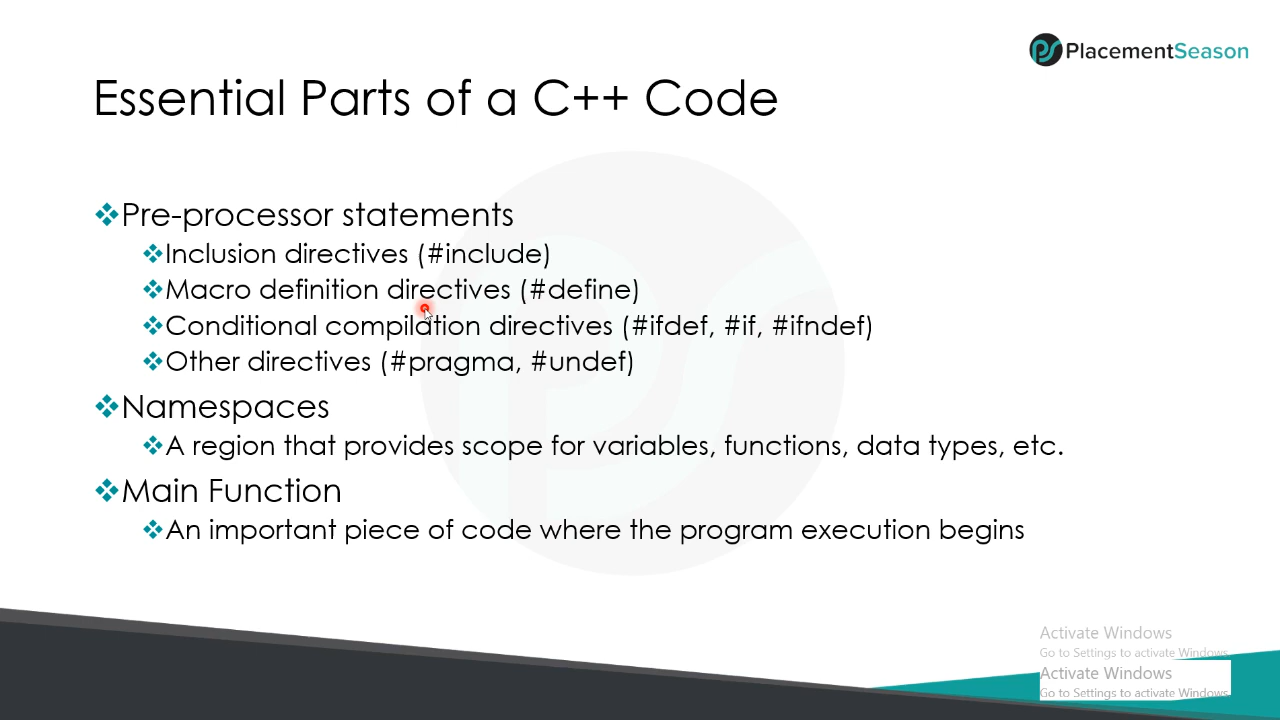 PlacementSeason
Essential Parts of a C++ Code
Pre-processor statements
Inclusion directives (#include)
Macro definition directives (#define)
Conditional compilation directives (#ifdef, #if, #ifndef)
Other directives (#pragma, #undef)
Namespaces
A region that provides scope for variables, functions, data types, etc.
Main Function
An important piece of code where the program execution begins
Activate Windows
Go to Settings to activate Windows.
Activate Windows
Go to Settings to activate Windows.